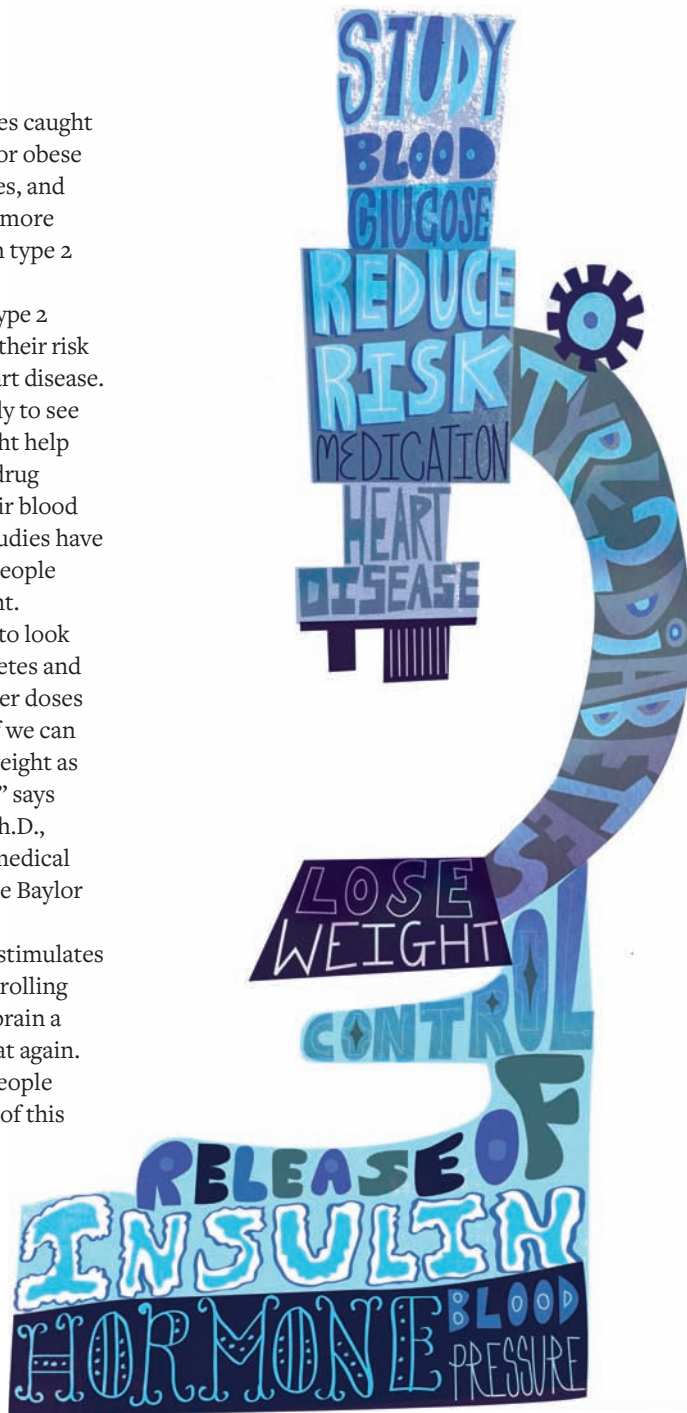 es caught
or obese
es, and
more
n type 2
ype 2
their risk
art disease.
ly to see
ght help
drug
ir blood
udies have
eople
nt.
to look
etes and
er doses
f we can
eight as
” says
h.D.,
medical
e Baylor
stimulates
rolling
brain a
at again.
eople
of this
STUDY
BLOOD
GlUCOSE
REDUCE
RISK
MEDICATION
HEART
DISEASE
TYPE 2 DiABETES
LOSE
WEIGHT
CONTROL
RELEASE OF
INSULIN
HORMONE
BLOOD
PRESSURE